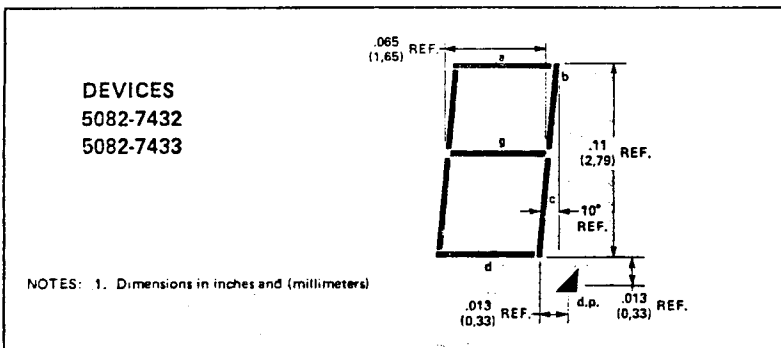 DEVICES
5082-7432
5082-7433
.065
(1,65) REF.
a
b
g
.11
(2,79) REF.
c
10°
REF.
d
d.p.
.013
(0,33) REF.
.013
(0,33) REF.
NOTES: 1. Dimensions in inches and (millimeters)